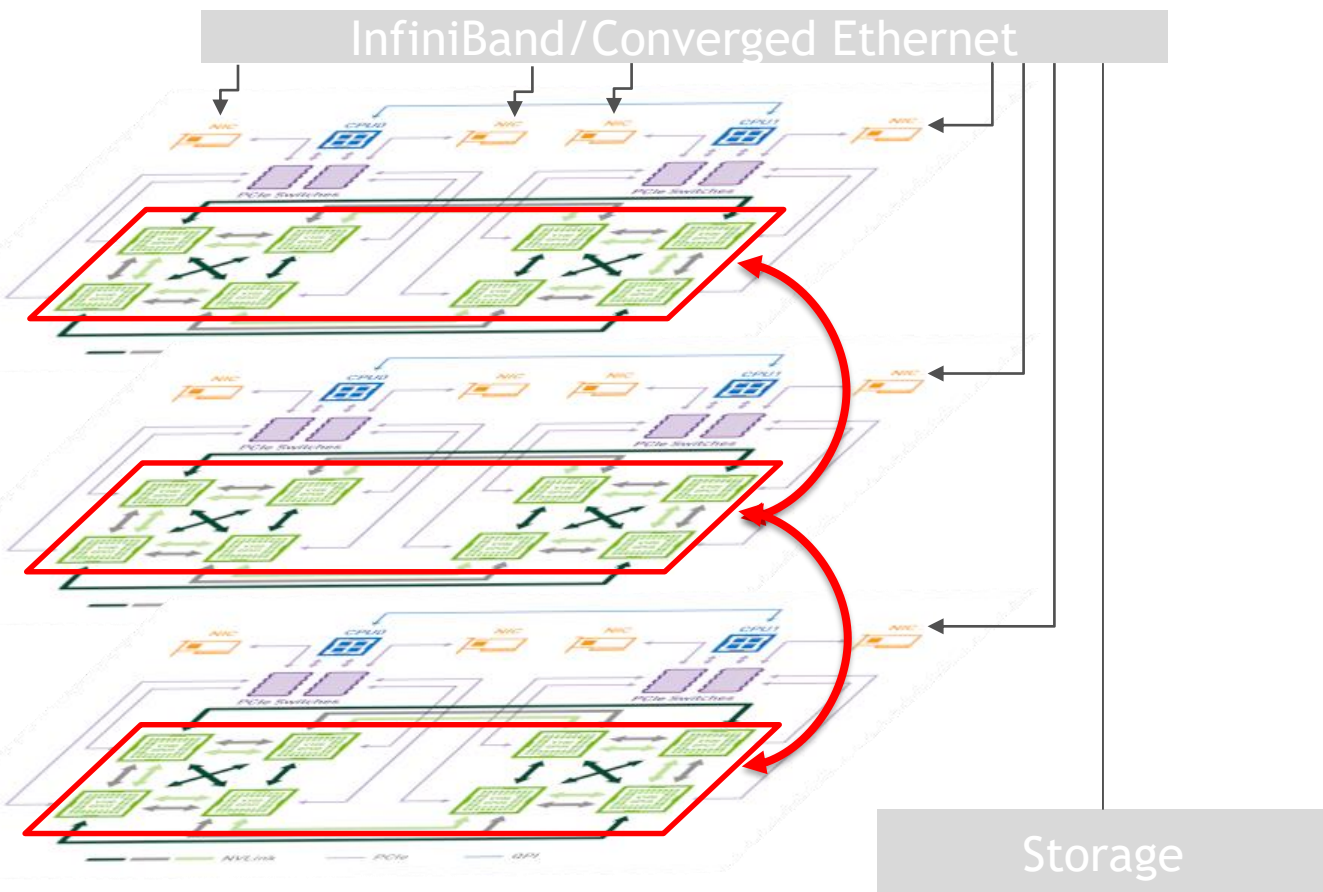 InfiniBand/Converged Ethernet
NIC CPU0 NIC NIC CPU1 NIC
PCIe Switches PCIe Switches
NIC CPU0 NIC NIC CPU1 NIC
PCIe Switches PCIe Switches
NIC CPU0 NIC NIC CPU1 NIC
PCIe Switches PCIe Switches
NVLink PCIe QPI
Storage